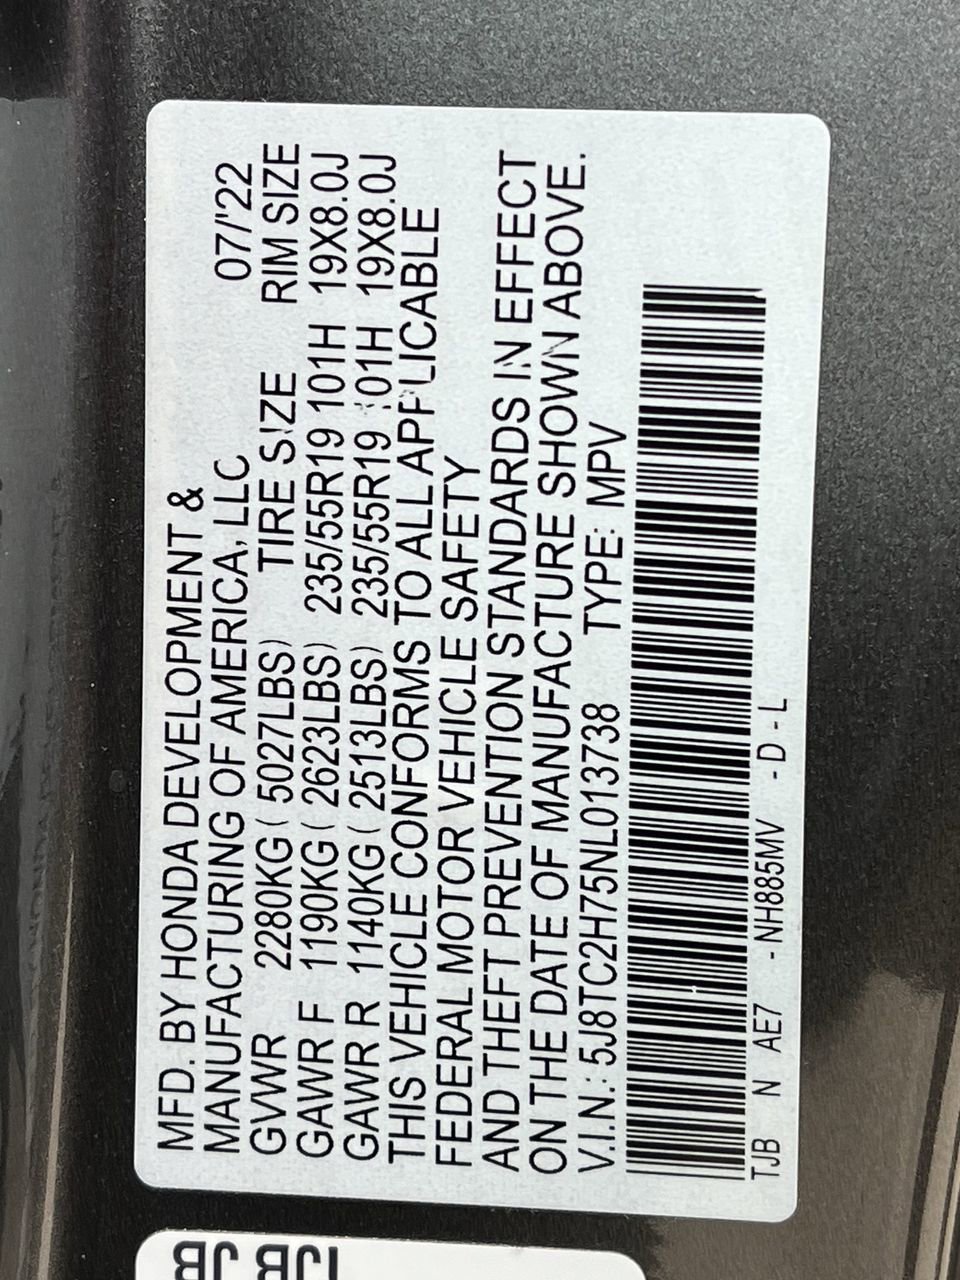 MFD. BY HONDA DEVELOPMENT &
MANUFACTURING OF AMERICA, LLC 07/'22
GVWR 2280KG ( 5027LBS) TIRE SIZE RIM SIZE
GAWR F 1190KG ( 2623LBS) 235/55R19 101H 19X8.0J
GAWR R 1140KG ( 2513LBS) 235/55R19 101H 19X8.0J
THIS VEHICLE CONFORMS TO ALL APPLICABLE
FEDERAL MOTOR VEHICLE SAFETY
AND THEFT PREVENTION STANDARDS IN EFFECT
ON THE DATE OF MANUFACTURE SHOWN ABOVE.
V.I.N.: 5J8TC2H75NL013738 TYPE: MPV
TJB N AE7 - NH885MV - D - L